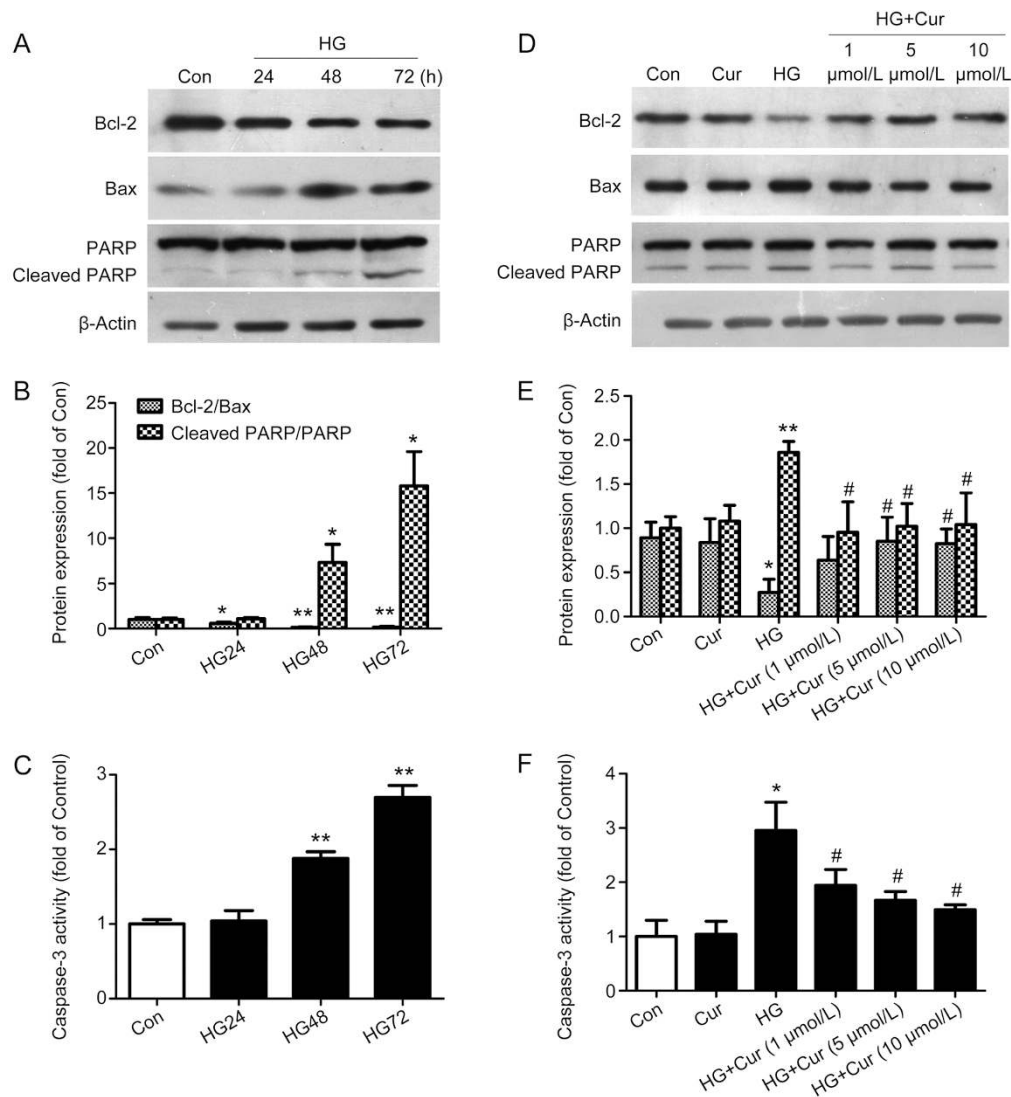 A
HG
Con 24 48 72 (h)
Bcl-2
Bax
PARP
Cleaved PARP
β-Actin
D
HG+Cur
1 5 10
Con Cur HG μmol/L μmol/L μmol/L
Bcl-2
Bax
PARP
Cleaved PARP
β-Actin
B
Protein expression (fold of Con)
25
20
15
10
5
0
Bcl-2/Bax
Cleaved PARP/PARP
* ** * ** *
Con HG24 HG48 HG72
E
Protein expression (fold of Con)
2.0
1.5
1.0
0.5
0.0
* ** # # # # #
Con Cur HG HG+Cur (1 μmol/L) HG+Cur (5 μmol/L) HG+Cur (10 μmol/L)
C
Caspase-3 activity (fold of Control)
3
2
1
0
** **
Con HG24 HG48 HG72
F
Caspase-3 activity (fold of Control)
4
3
2
1
0
* # # #
Con Cur HG HG+Cur (1 μmol/L) HG+Cur (5 μmol/L) HG+Cur (10 μmol/L)